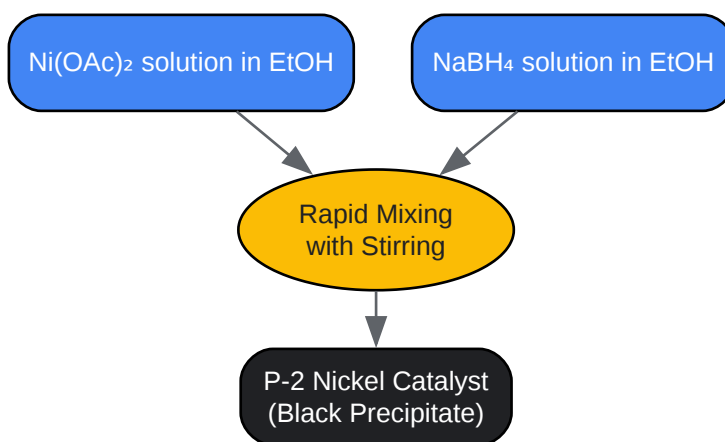 Ni(OAc)₂ solution in EtOH
NaBH₄ solution in EtOH
Rapid Mixing
with Stirring
P-2 Nickel Catalyst
(Black Precipitate)